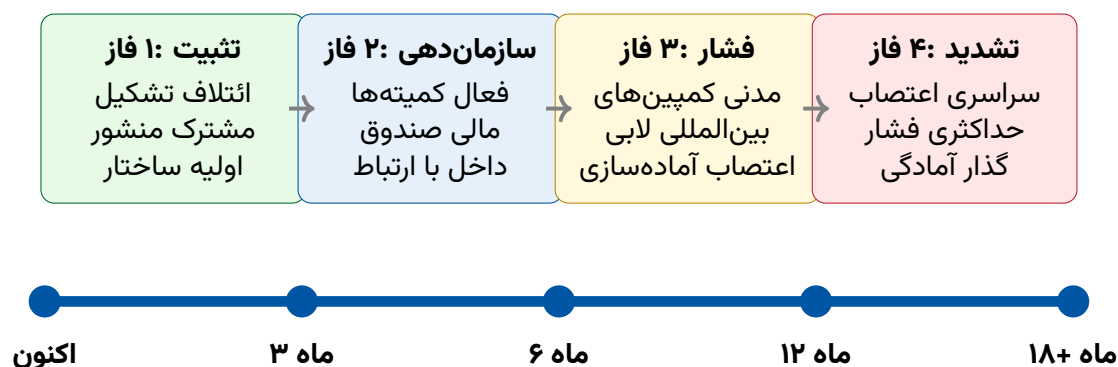 تثبیت :۱ فاز
ائتلاف تشکیل
مشترک منشور
اولیه ساختار
سازمان‌دهی :۲ فاز
فعال کمیته‌ها
مالی صندوق
داخل با ارتباط
فشار :۳ فاز
مدنی کمپین‌های
بین‌المللی لابی
اعتصاب آماده‌سازی
تشدید :۴ فاز
سراسری اعتصاب
حداکثری فشار
گذار آمادگی
اکنون
ماه ۳
ماه ۶
ماه ۱۲
ماه +۱۸